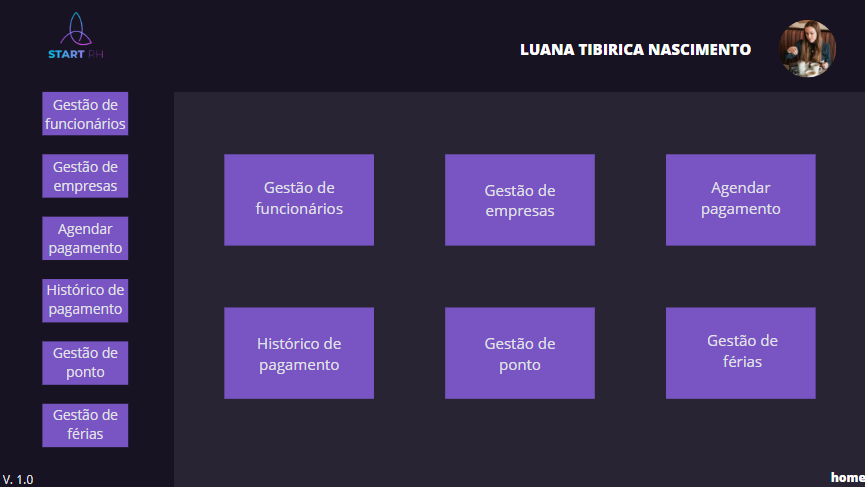 START RH
LUANA TIBIRICA NASCIMENTO
Gestão de
funcionários
Gestão de
empresas
Agendar
pagamento
Histórico de
pagamento
Gestão de
ponto
Gestão de
férias
Gestão de
funcionários
Gestão de
empresas
Agendar
pagamento
Histórico de
pagamento
Gestão de
ponto
Gestão de
férias
V. 1.0
home